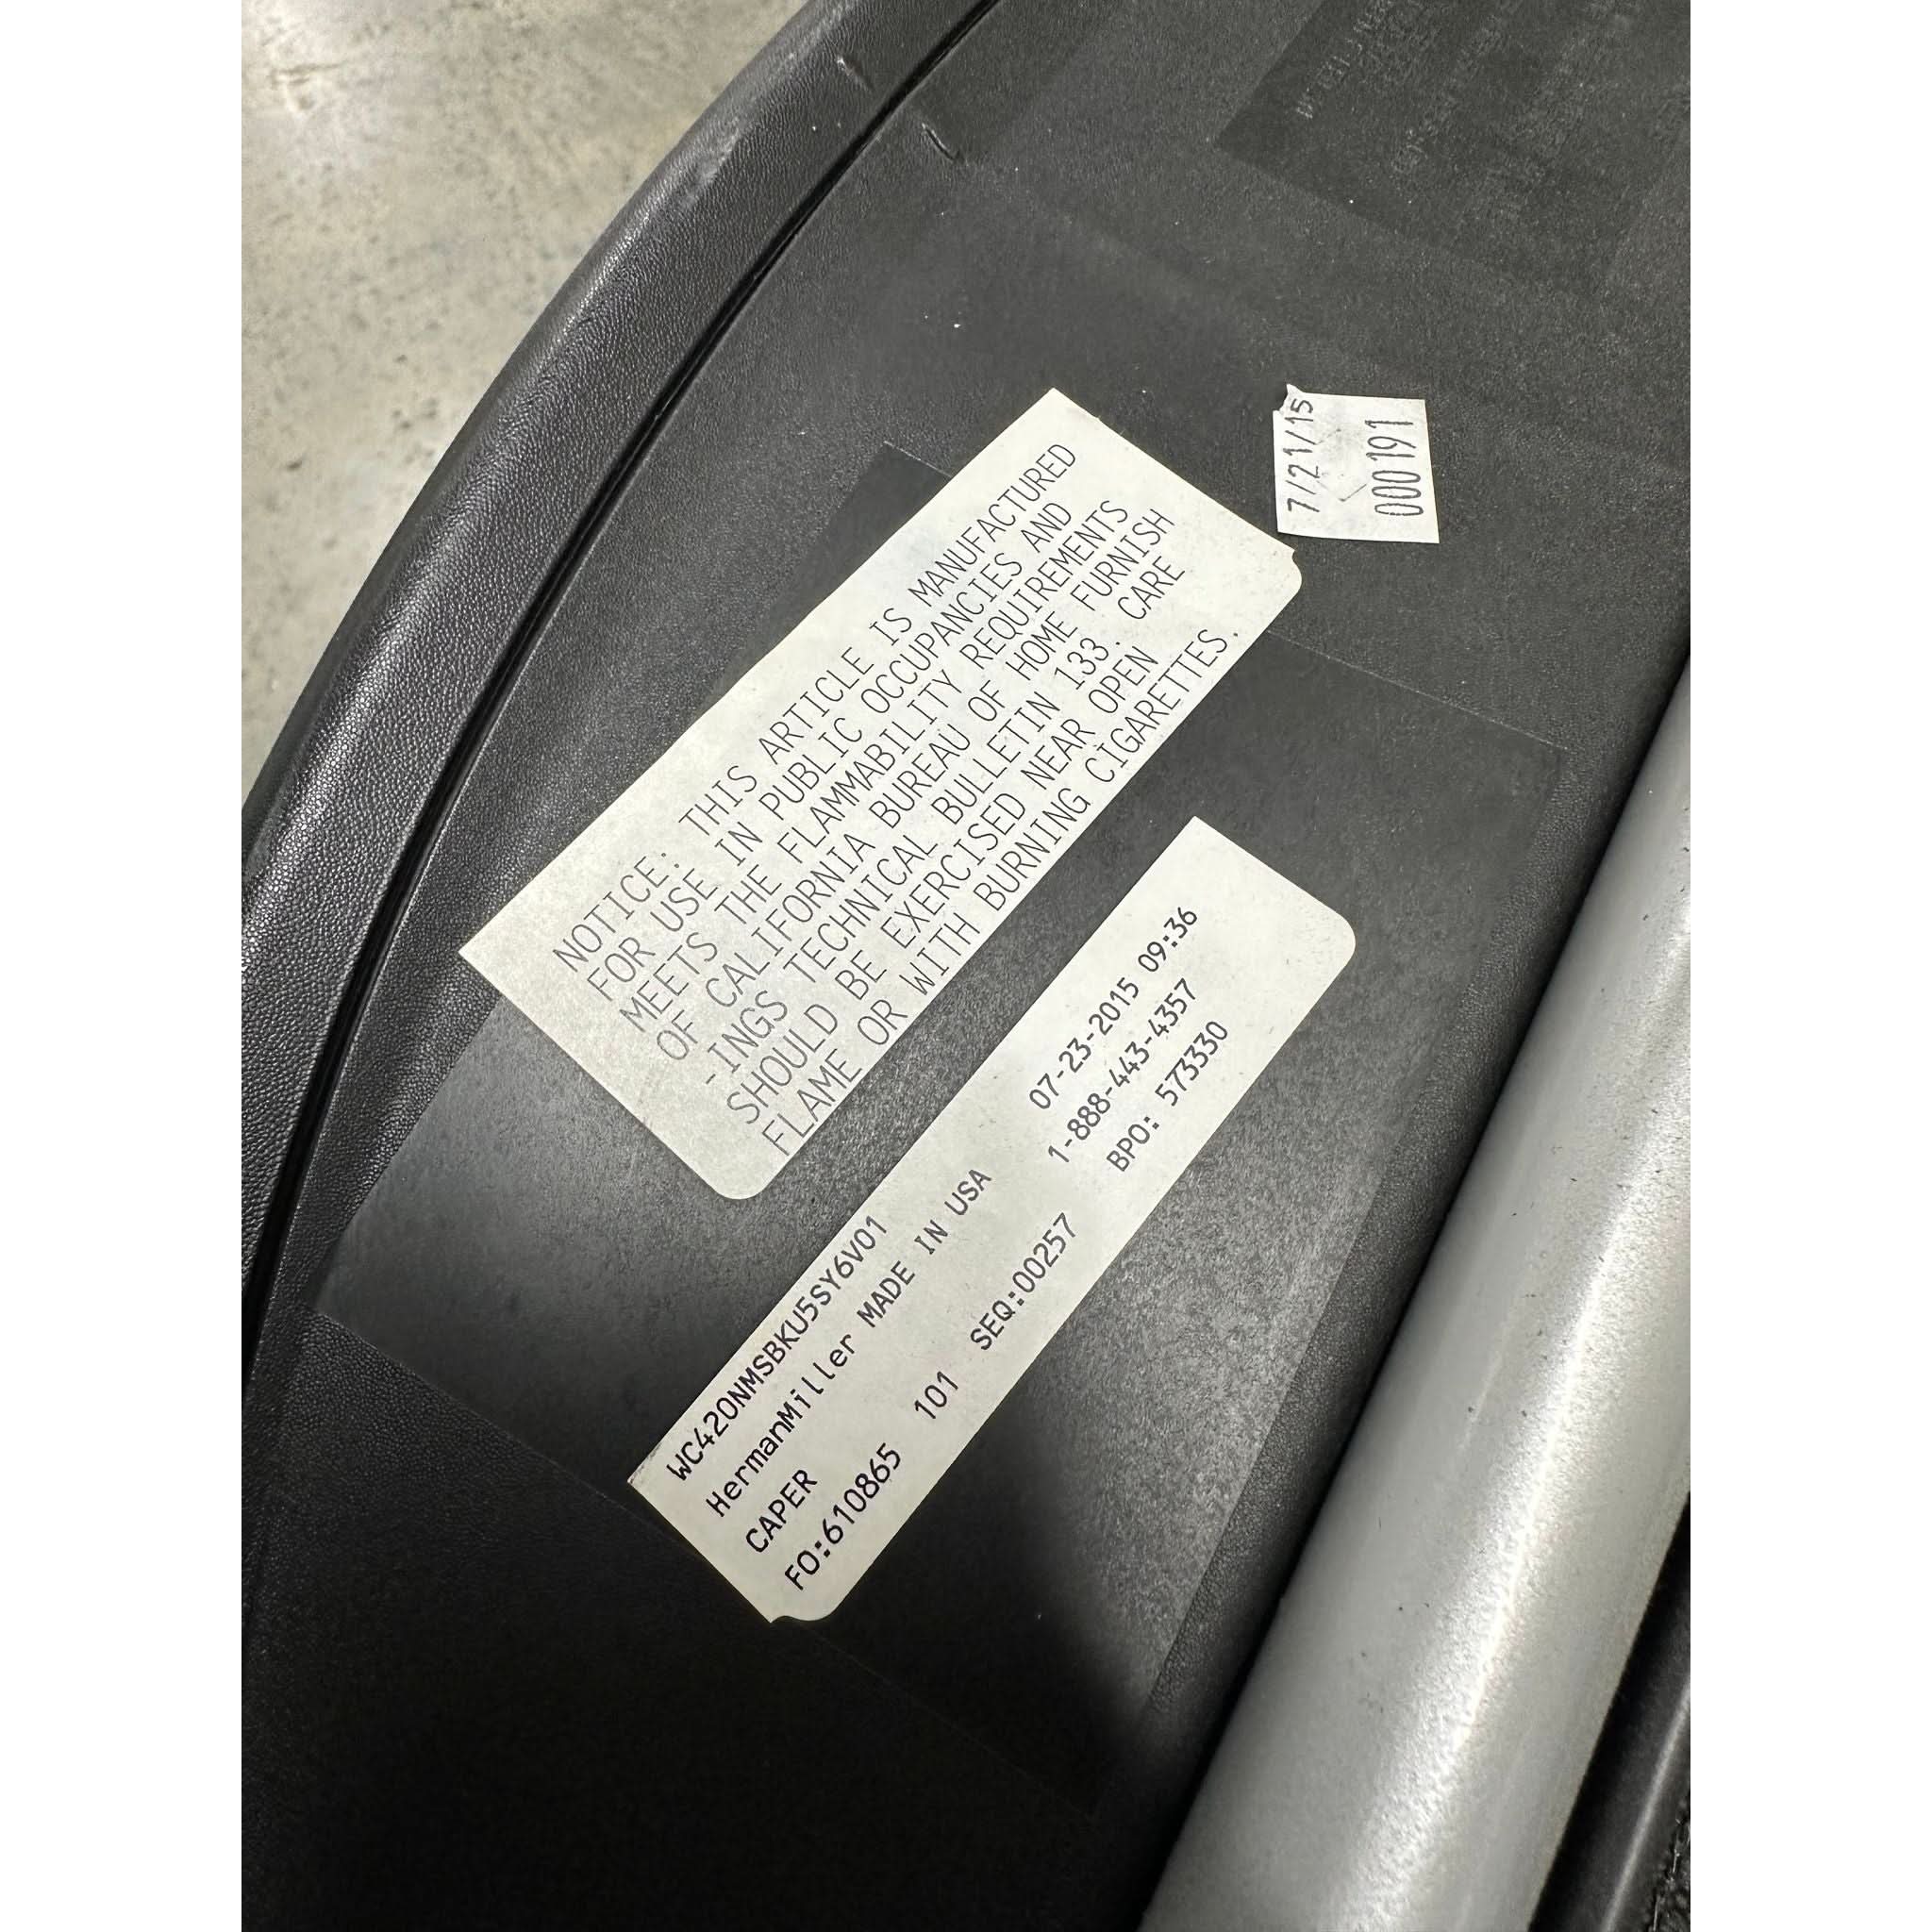 7/21/15
000191
NOTICE: THIS ARTICLE IS MANUFACTURED
FOR USE IN PUBLIC OCCUPANCIES AND
MEETS THE FLAMMABILITY REQUIREMENTS
OF CALIFORNIA BUREAU OF HOME FURNISH
-INGS TECHNICAL BULLETIN 133. CARE
SHOULD BE EXERCISED NEAR OPEN
FLAME OR WITH BURNING CIGARETTES.
WC420NMSBKU5SY6V01
HermanMiller MADE IN USA 07-23-2015 09:36
CAPER 1-888-443-4357
FO:610865 101 SEQ:00257 BPO: 573330